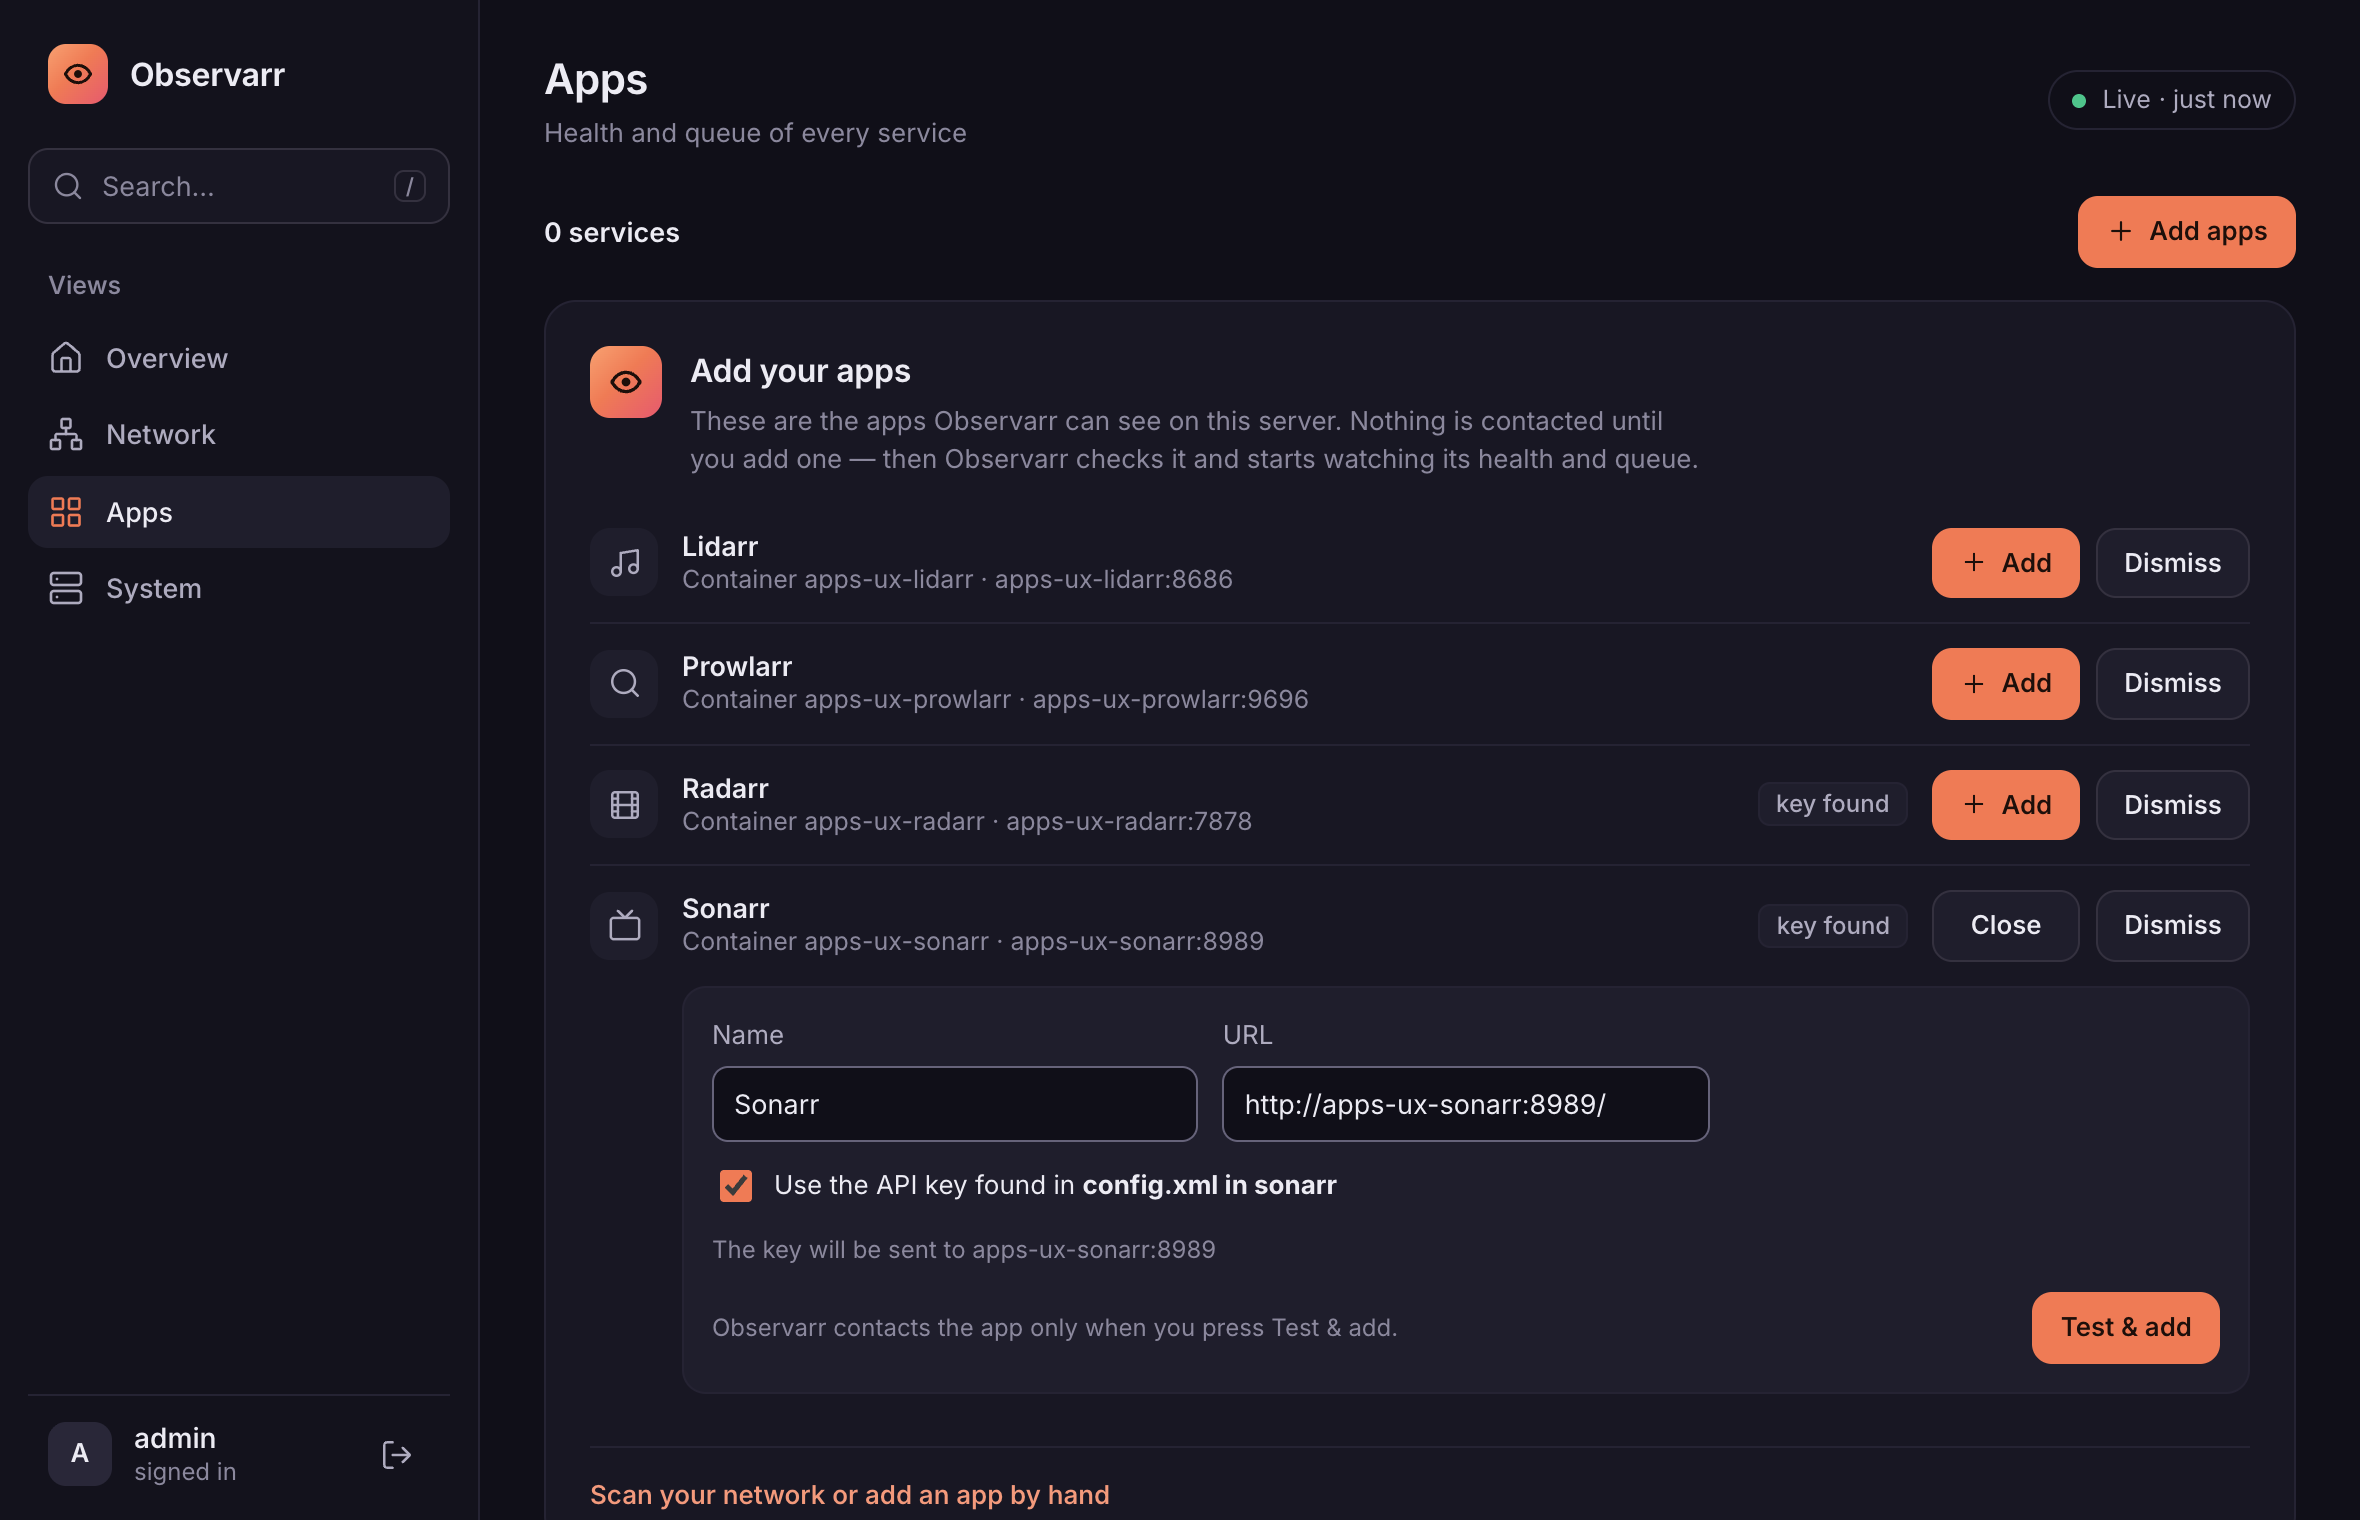 Observarr
Search...
/
Views
Overview
Network
Apps
System
A
admin
signed in
Apps
Health and queue of every service
Live · just now
0 services
+ Add apps
Add your apps
These are the apps Observarr can see on this server. Nothing is contacted until
you add one — then Observarr checks it and starts watching its health and queue.
Lidarr
Container apps-ux-lidarr · apps-ux-lidarr:8686
+ Add
Dismiss
Prowlarr
Container apps-ux-prowlarr · apps-ux-prowlarr:9696
+ Add
Dismiss
Radarr
Container apps-ux-radarr · apps-ux-radarr:7878
key found
+ Add
Dismiss
Sonarr
Container apps-ux-sonarr · apps-ux-sonarr:8989
key found
Close
Dismiss
Name
URL
Sonarr
http://apps-ux-sonarr:8989/
Use the API key found in config.xml in sonarr
The key will be sent to apps-ux-sonarr:8989
Observarr contacts the app only when you press Test & add.
Test & add
Scan your network or add an app by hand